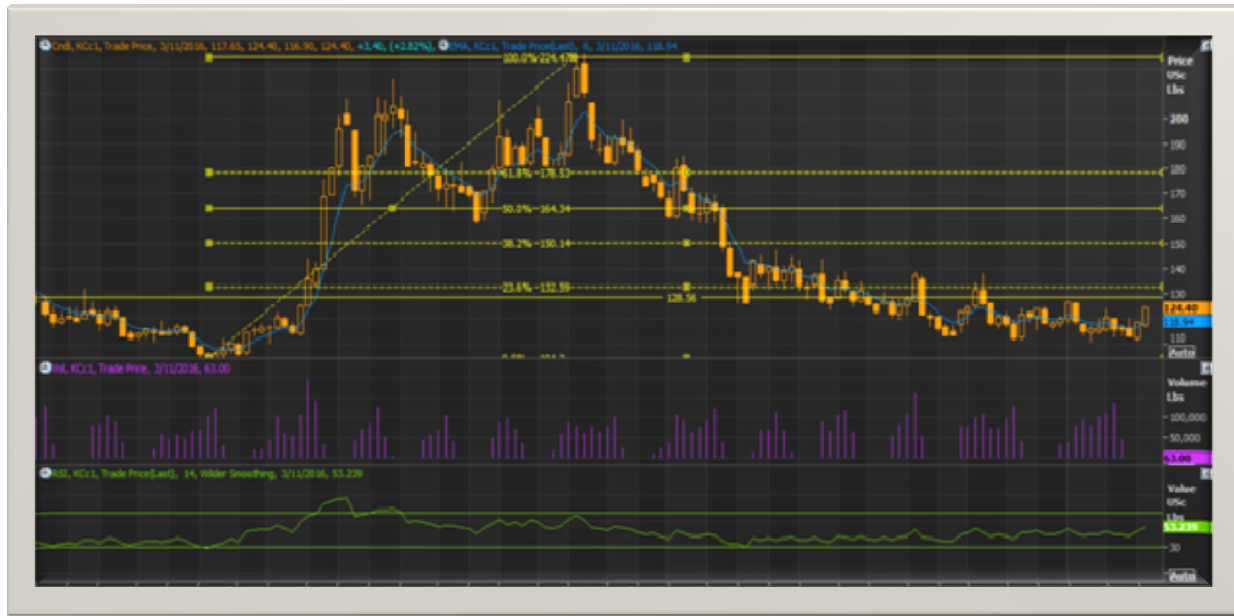 Cndl, KCc1, Trade Price, 3/11/2016, 117.65, 124.40, 116.90, 124.40, +3.40, (+2.82%), EMA, KCc1, Trade Price(Last), 6, 3/11/2016, 118.94
100.0% 224.47
Price
USc
Lbs
200
190
180
61.8% 178.53
170
50.0% 164.34
160
38.2% 150.14
150
140
23.6% 132.59
130
128.56
124.40
118.94
110
Auto
Vol, KCc1, Trade Price, 3/11/2016, 63.00
Volume
Lbs
100,000
50,000
63.00
RSI, KCc1, Trade Price(Last), 14, Wilder Smoothing, 3/11/2016, 53.239
Value
USc
Lbs
53.239
30
Auto